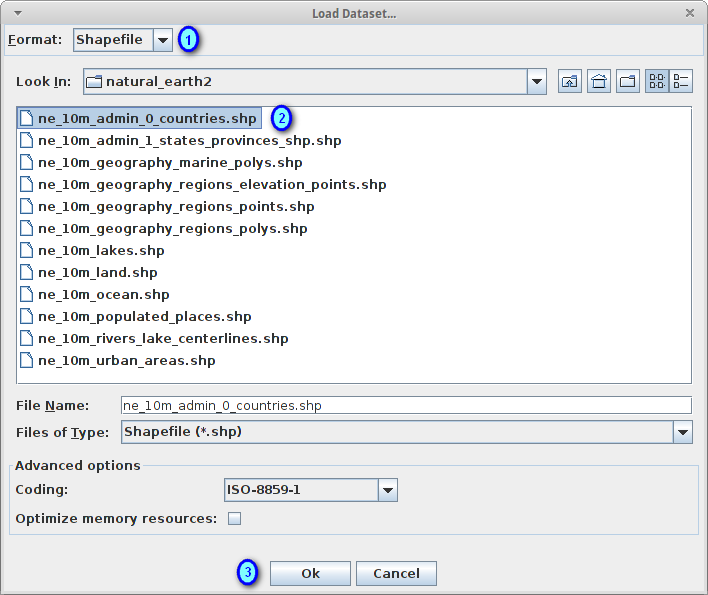 Load Dataset...
Format: Shapefile 1
Look In: natural_earth2
ne_10m_admin_0_countries.shp 2
ne_10m_admin_1_states_provinces_shp.shp
ne_10m_geography_marine_polys.shp
ne_10m_geography_regions_elevation_points.shp
ne_10m_geography_regions_points.shp
ne_10m_geography_regions_polys.shp
ne_10m_lakes.shp
ne_10m_land.shp
ne_10m_ocean.shp
ne_10m_populated_places.shp
ne_10m_rivers_lake_centerlines.shp
ne_10m_urban_areas.shp
File Name: ne_10m_admin_0_countries.shp
Files of Type: Shapefile (*.shp)
Advanced options
Coding: ISO-8859-1
Optimize memory resources:
3 Ok Cancel